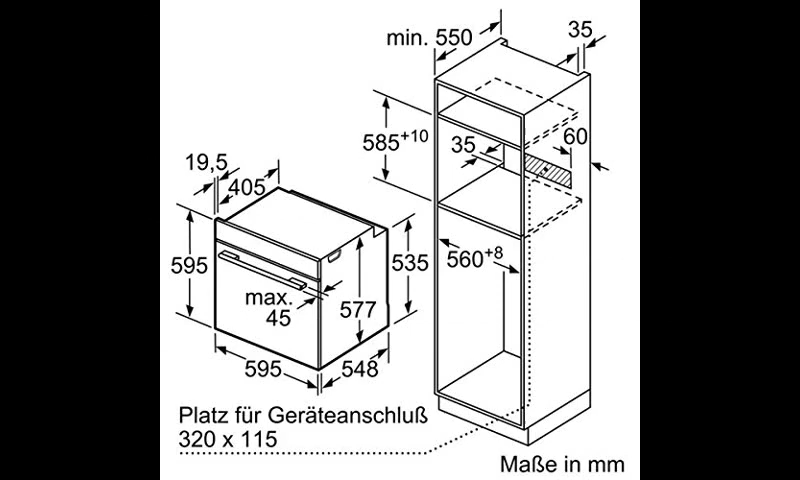 min. 550
35
585+10
35
60
19,5
405
595
max.
45
577
535
560+8
595
548
Platz für Geräteanschluß
320 x 115
Maße in mm